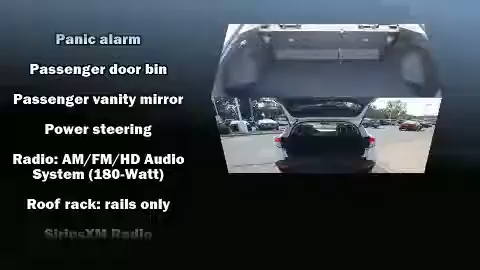 Panic alarm
Passenger door bin
Passenger vanity mirror
Power steering
Radio: AM/FM/HD Audio
System (180-Watt)
Roof rack: rails only
SiriusXM Radio